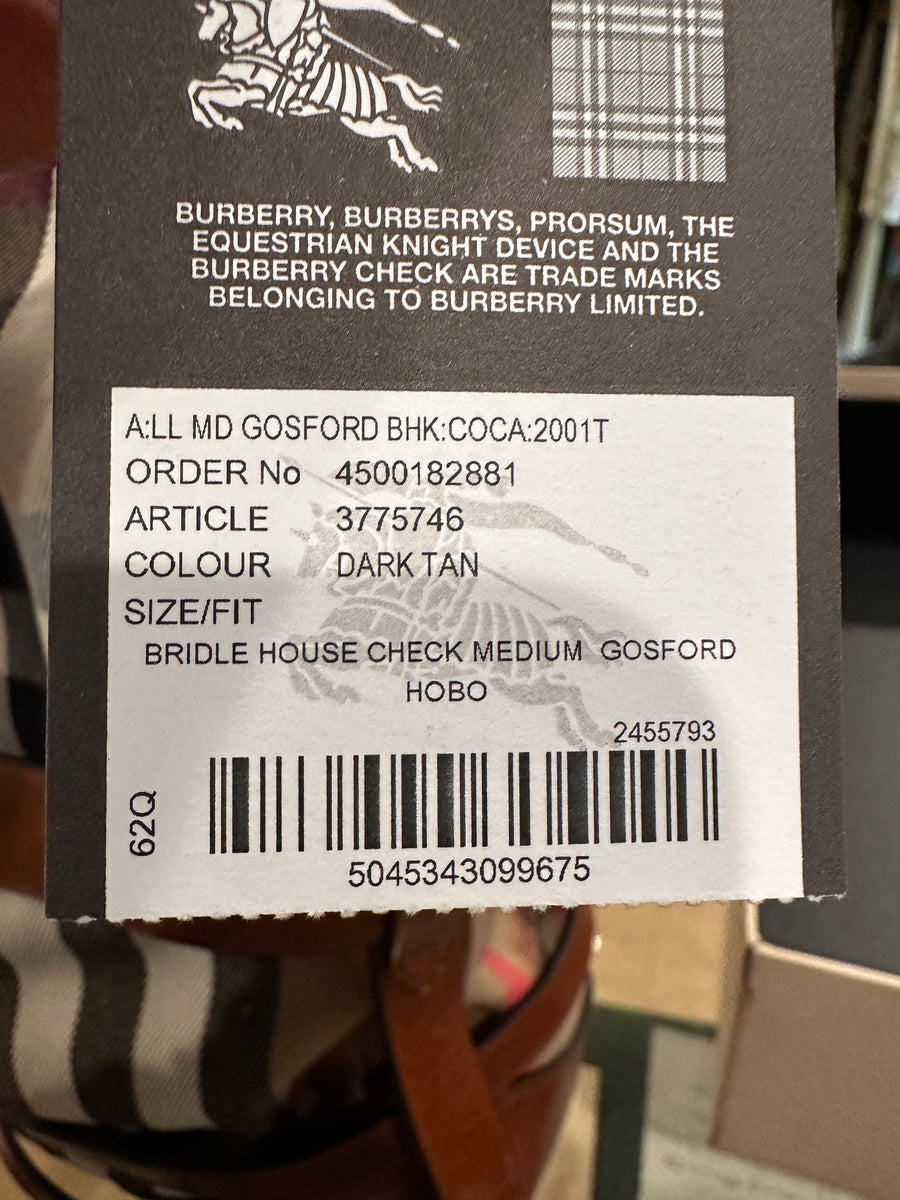 BURBERRY, BURBERRYS, PRORSUM, THE
EQUESTRIAN KNIGHT DEVICE AND THE
BURBERRY CHECK ARE TRADE MARKS
BELONGING TO BURBERRY LIMITED.
A:LL MD GOSFORD BHK:COCA:2001T
ORDER No 4500182881
ARTICLE 3775746
COLOUR DARK TAN
SIZE/FIT
BRIDLE HOUSE CHECK MEDIUM GOSFORD
HOBO
2455793
62Q
5045343099675